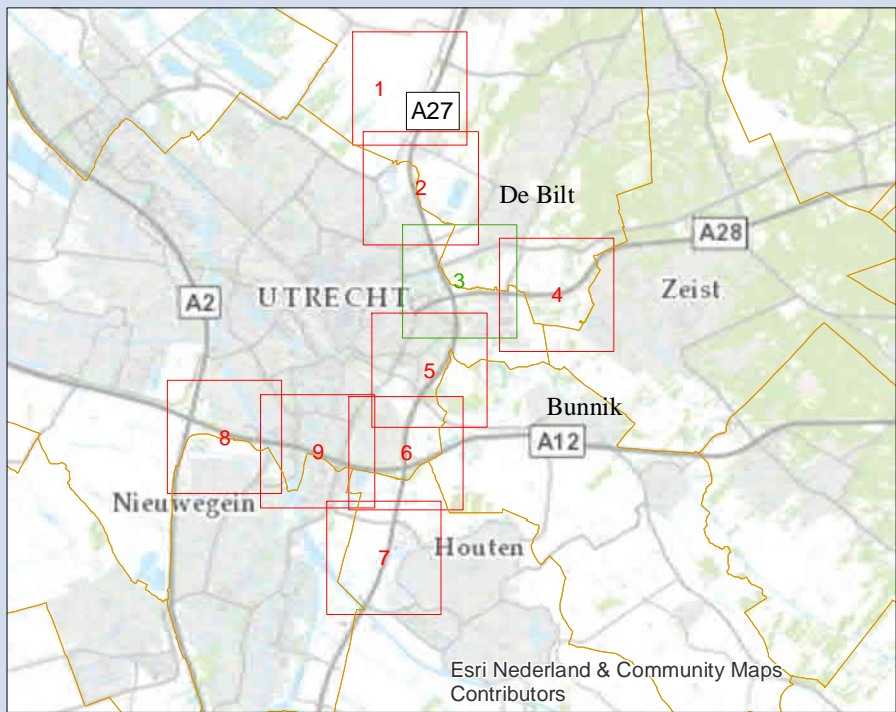 1
A27
2
De Bilt
A28
3
4
Zeist
UTRECHT
A2
5
Bunnik
8
9
6
A12
Nieuwegein
7
Houten
Esri Nederland & Community Maps
Contributors